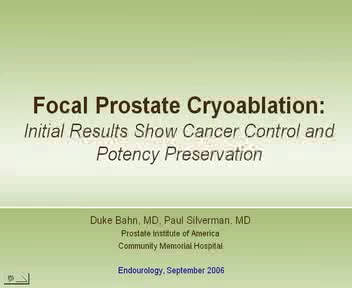 Focal Prostate Cryoablation:
Initial Results Show Cancer Control and
Potency Preservation
Duke Bahn, MD, Paul Silverman, MD
Prostate Institute of America
Community Memorial Hospital
Endourology, September 2006